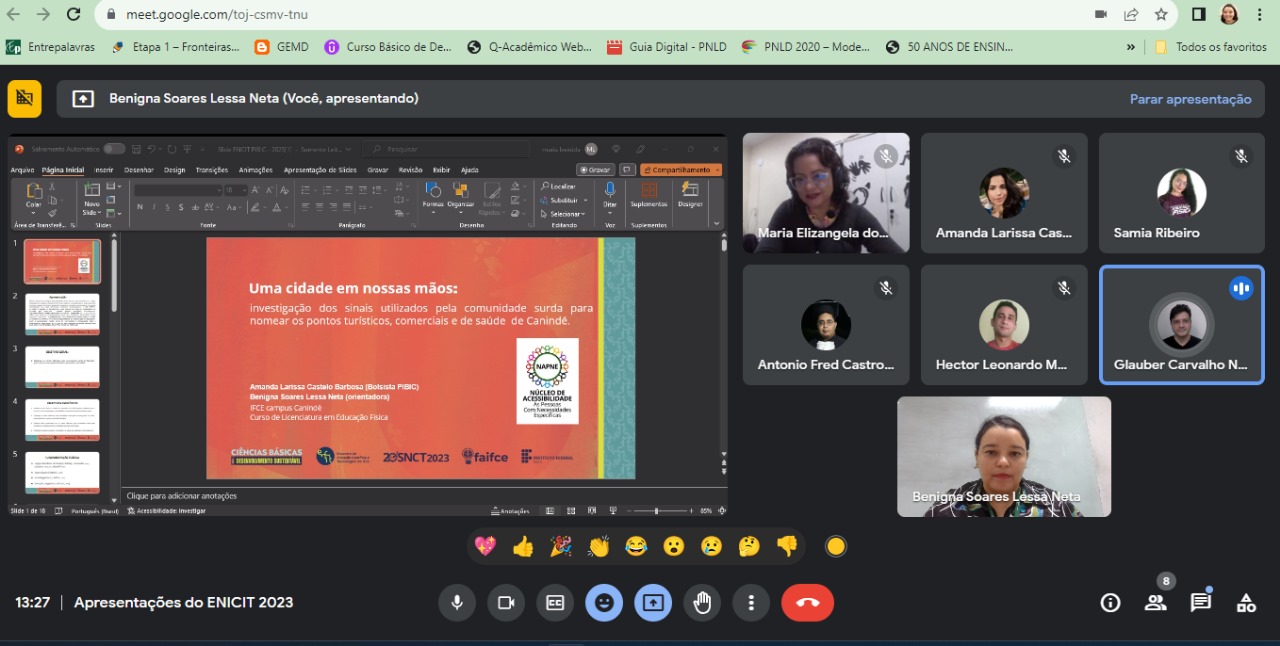 meet.google.com/toj-csmv-tnu
Entrepalavras
Etapa 1 – Fronteiras...
GEMD
Curso Básico de De...
Q-Acadêmico Web...
Guia Digital - PNLD
PNLD 2020 – Mode...
50 ANOS DE ENSIN...
»
Todos os favoritos
Benigna Soares Lessa Neta (Você, apresentando)
Parar apresentação
Salvamento Automático
Pesquisar
ML
Arquivo Página Inicial Inserir Desenhar Design Transições Animações Apresentação de Slides Gravar Revisão Exibir Ajuda
Gravar
Compartilhamento
Colar
Novo
Slide
Formas
Organizar
Estilos
Rápidos
Localizar
Substituir
Selecionar
Ditar
Suplementos
Designer
Área de Transferê...
Slides
Fonte
Parágrafo
Desenho
Editando
Voz
Suplementos
1
2
3
4
5
Uma cidade em nossas mãos:
investigação dos sinais utilizados pela comunidade surda para
nomear os pontos turísticos, comerciais e de saúde de Canindé.
NAPNE
NÚCLEO DE
ACESSIBILIDADE
Às Pessoas
Com Necessidades
Específicas
Amanda Larissa Castelo Barbosa (Bolsista PIBIC)
Benigna Soares Lessa Neta (orientadora)
IFCE campus Canindé
Curso de Licenciatura em Educação Física
CIÊNCIAS BÁSICAS
E DESENVOLVIMENTO SUSTENTÁVEL
SNCT2023
faifce
INSTITUTO FEDERAL
Clique para adicionar anotações
Slide 1 de 18
Português (Brasil)
Acessibilidade: investigar
Anotações
85%
Maria Elizangela do...
Amanda Larissa Cas...
Samia Ribeiro
Antonio Fred Castro...
Hector Leonardo M...
Glauber Carvalho N...
Benigna Soares Lessa Neta
13:27 | Apresentações do ENICIT 2023
8